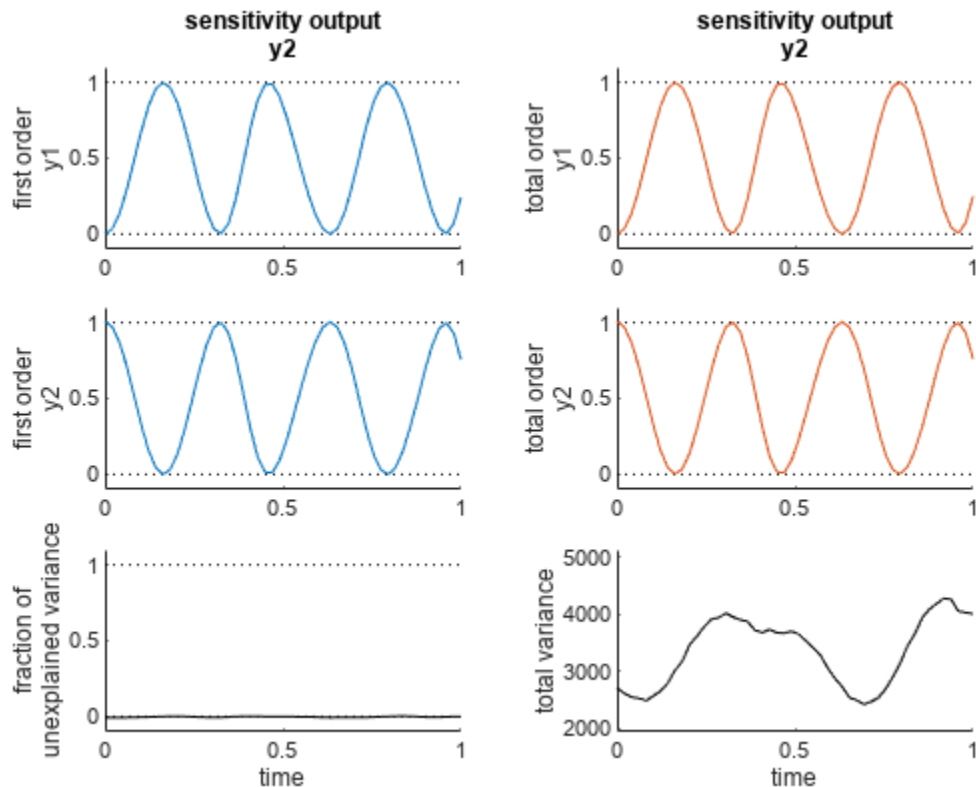 sensitivity output
y2
first order
y1
1
0.5
0
0
0.5
1
sensitivity output
y2
total order
y1
1
0.5
0
0
0.5
1
first order
y2
1
0.5
0
0
0.5
1
total order
y2
1
0.5
0
0
0.5
1
fraction of
unexplained variance
1
0.5
0
0
0.5
1
time
total variance
5000
4000
3000
2000
0
0.5
1
time